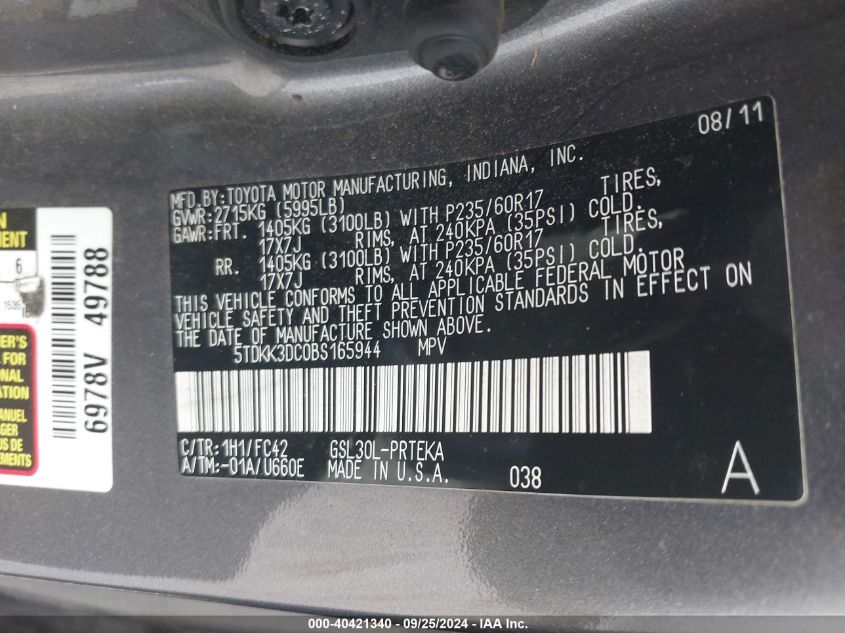 08/11
MFD.BY:TOYOTA MOTOR MANUFACTURING, INDIANA, INC.
GVWR:2715KG (5995LB)
GAWR:FRT. 1405KG (3100LB) WITH P235/60R17 TIRES,
17X7J RIMS, AT 240KPA (35PSI) COLD.
RR. 1405KG (3100LB) WITH P235/60R17 TIRES,
17X7J RIMS, AT 240KPA (35PSI) COLD.
THIS VEHICLE CONFORMS TO ALL APPLICABLE FEDERAL MOTOR
VEHICLE SAFETY AND THEFT PREVENTION STANDARDS IN EFFECT ON
THE DATE OF MANUFACTURE SHOWN ABOVE.
5TDKK3DC0BS165944 MPV
C/TR:1H1/FC42 GSL30L-PRTEKA
A/TM:-01A/U660E MADE IN U.S.A. 038 A
6
6978V 49788
000-40421340 - 09/25/2024 - IAA Inc.